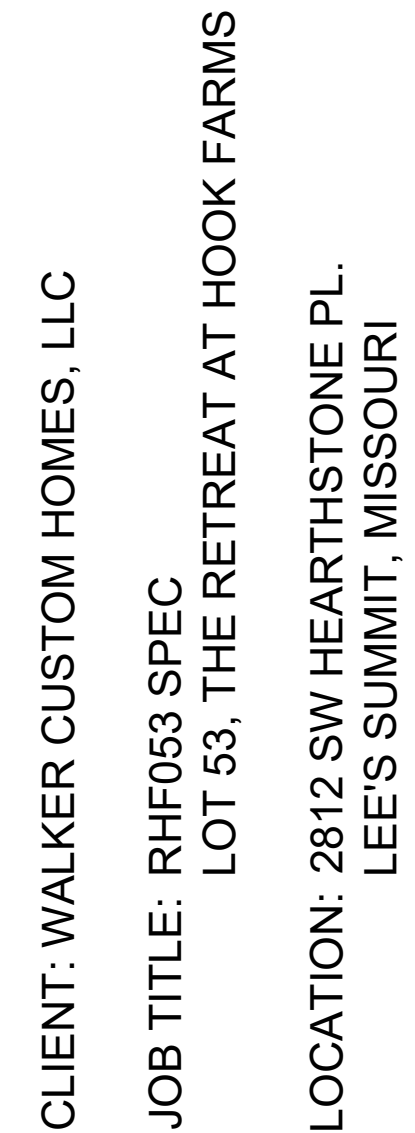 CLIENT: WALKER CUSTOM HOMES, LLC
JOB TITLE: RHF053 SPEC
LOT 53, THE RETREAT AT HOOK FARMS
LOCATION: 2812 SW HEARTHSTONE PL.
LEE'S SUMMIT, MISSOURI